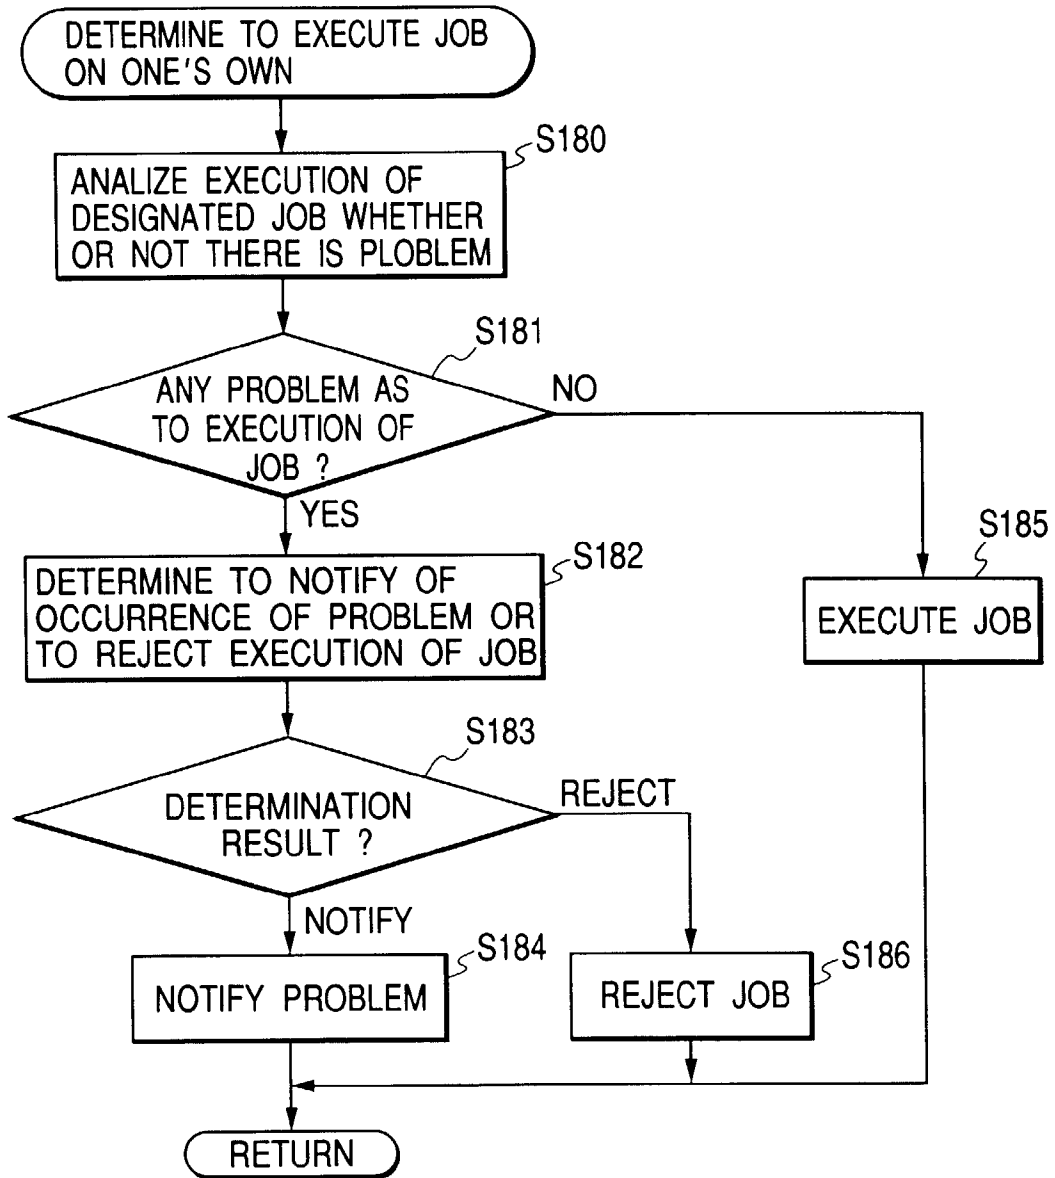 DETERMINE TO EXECUTE JOB
ON ONE'S OWN
S180
ANALIZE EXECUTION OF
DESIGNATED JOB WHETHER
OR NOT THERE IS PLOBLEM
S181
ANY PROBLEM AS
TO EXECUTION OF
JOB ?
NO
YES
S182
DETERMINE TO NOTIFY OF
OCCURRENCE OF PROBLEM OR
TO REJECT EXECUTION OF JOB
S185
EXECUTE JOB
S183
DETERMINATION
RESULT ?
REJECT
NOTIFY
S184
NOTIFY PROBLEM
S186
REJECT JOB
RETURN